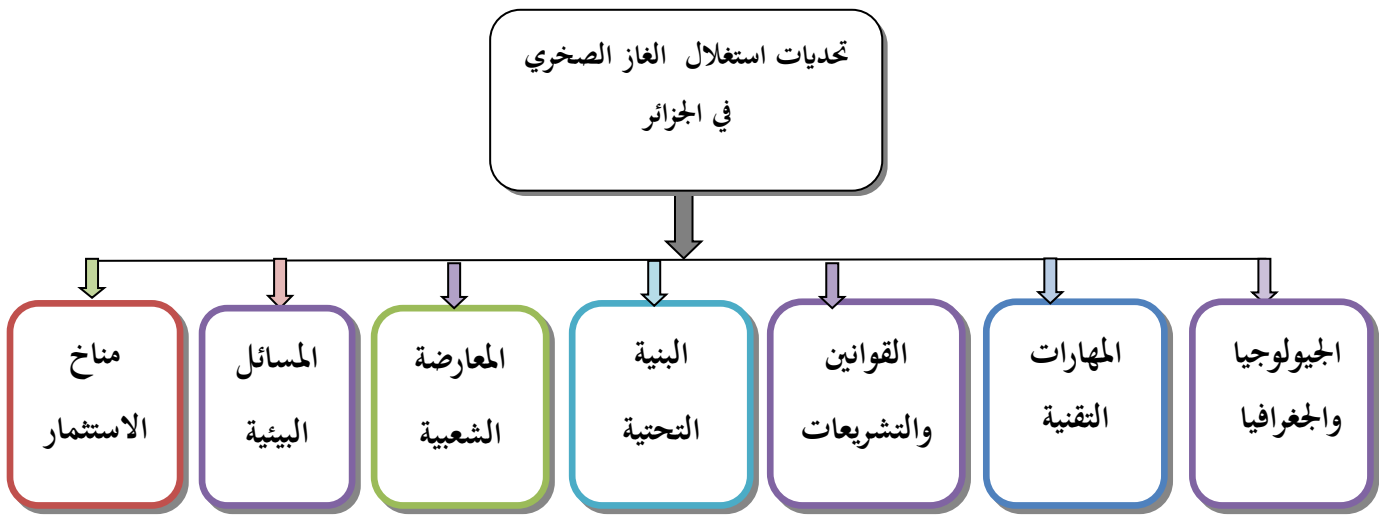 تحديات استغلال الغاز الصخري
في الجزائر
الجيولوجيا
والجغرافيا
المهارات
التقنية
القوانين
والتشريعات
البنية
التحتية
المعارضة
الشعبية
المسائل
البيئية
مناخ
الاستثمار